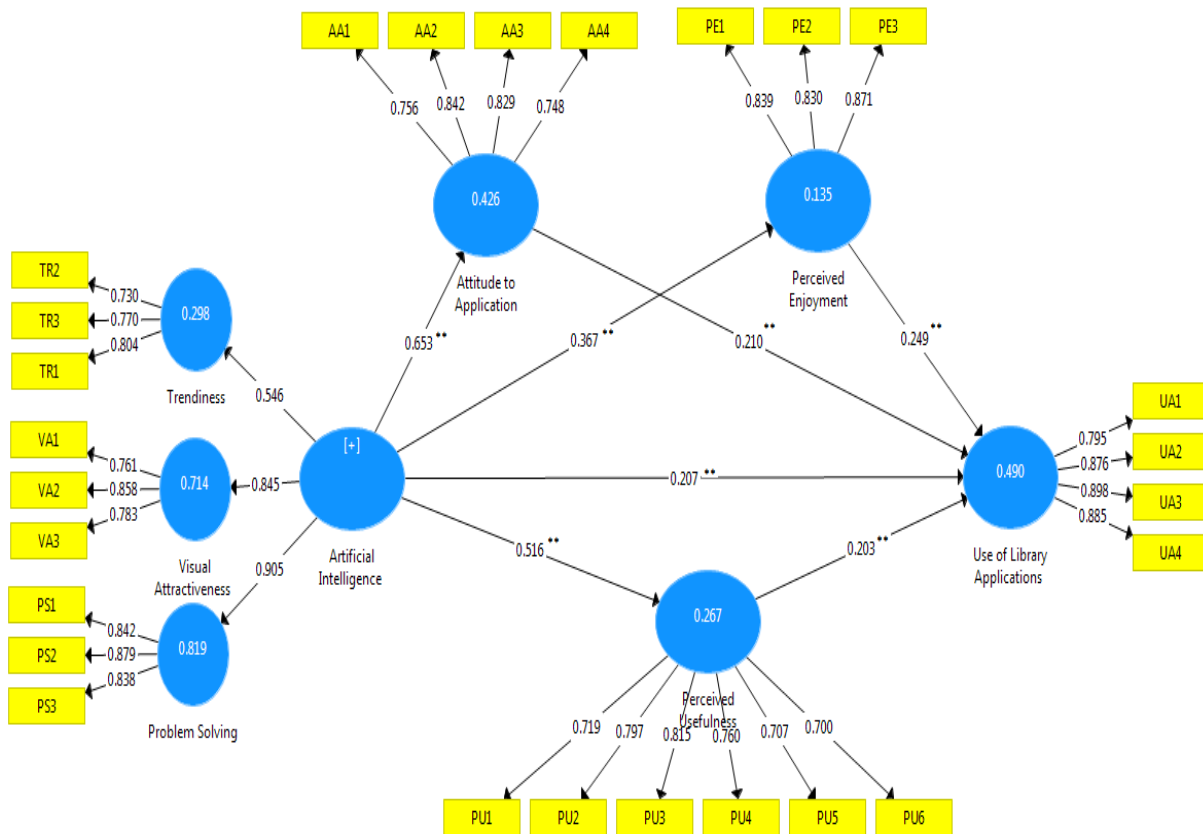 AA1 AA2 AA3 AA4 PE1 PE2 PE3
0.756 0.842 0.829 0.748 0.839 0.830 0.871
0.426 0.135
Attitude to
Application
Perceived
Enjoyment
TR2
TR3
TR1
0.730
0.770
0.804
0.298
Trendiness
0.546
0.653 **
0.367 **
0.210 **
0.249 **
VA1
VA2
VA3
0.761
0.858
0.783
0.714
Visual
Attractiveness
0.845
[+]
Artificial
Intelligence
0.207 **
0.490
Use of Library
Applications
0.795
0.876
0.898
0.885
UA1
UA2
UA3
UA4
PS1
PS2
PS3
0.842
0.879
0.838
0.819
Problem Solving
0.905
0.516 **
0.203 **
0.267
Perceived
Usefulness
0.719 0.797 0.815 0.760 0.707 0.700
PU1 PU2 PU3 PU4 PU5 PU6